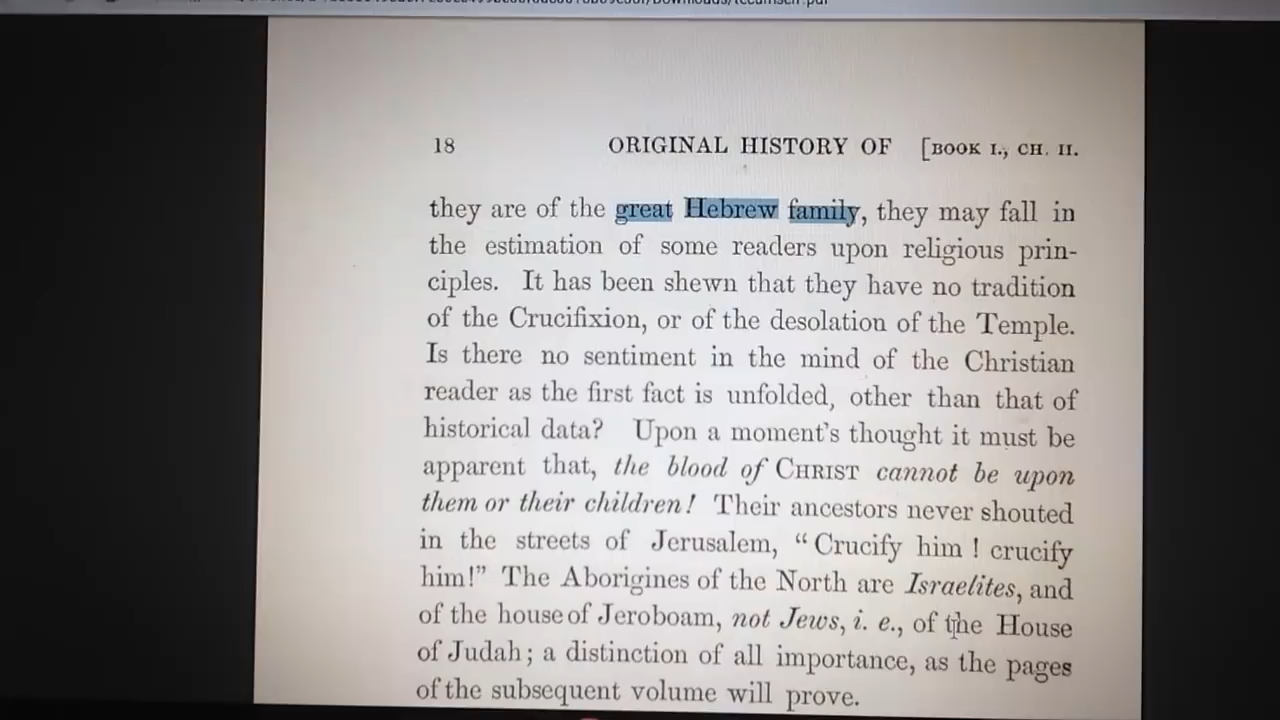 18 ORIGINAL HISTORY OF [BOOK I., CH. II.
they are of the great Hebrew family, they may fall in
the estimation of some readers upon religious prin-
ciples. It has been shewn that they have no tradition
of the Crucifixion, or of the desolation of the Temple.
Is there no sentiment in the mind of the Christian
reader as the first fact is unfolded, other than that of
historical data? Upon a moment's thought it must be
apparent that, the blood of CHRIST cannot be upon
them or their children! Their ancestors never shouted
in the streets of Jerusalem, “Crucify him! crucify
him!” The Aborigines of the North are Israelites, and
of the house of Jeroboam, not Jews, i. e., of the House
of Judah; a distinction of all importance, as the pages
of the subsequent volume will prove.